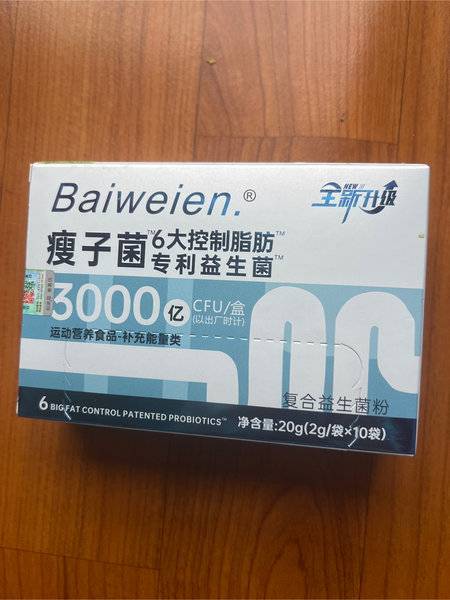 Baiweien.®
NEW
全新升级
瘦子菌™
6大控制脂肪™
专利益生菌™
3000亿
CFU/盒
(以出厂时计)
运动营养食品-补充能量类
复合益生菌粉
6 BIG FAT CONTROL PATENTED PROBIOTICS™
净含量:20g(2g/袋×10袋)